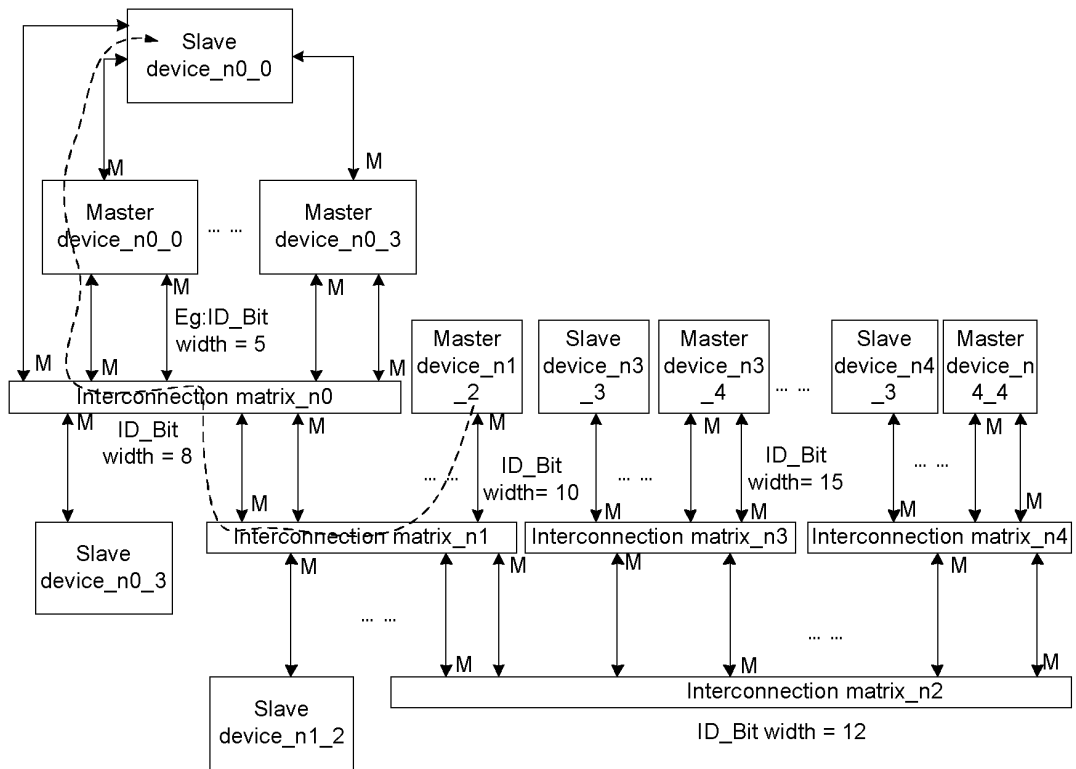 Slave
device_n0_0
M
M
Master
device_n0_0
... ...
Master
device_n0_3
M
M
Eg:ID_Bit
width = 5
M
M
M
Interconnection matrix_n0
Master
device_n1
_2
Slave
device_n3
_3
Master
device_n3
_4
... ...
Slave
device_n4
_3
Master
device_n
4_4
M
ID_Bit
width = 8
M
M
M
M
... ...
ID_Bit
width= 10
... ...
ID_Bit
width= 15
... ...
M
M
M
M
M
Interconnection matrix_n1
Interconnection matrix_n3
Interconnection matrix_n4
Slave
device_n0_3
M
M
M
M
... ...
... ...
M
M
M
Slave
device_n1_2
Interconnection matrix_n2
ID_Bit width = 12